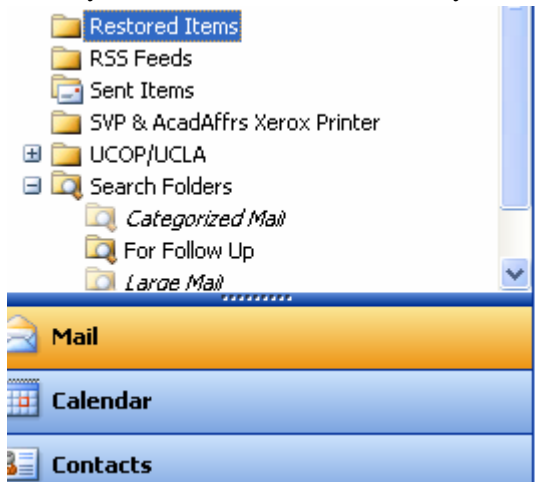 Restored Items
RSS Feeds
Sent Items
SVP & AcadAffrs Xerox Printer
UCOP/UCLA
Search Folders
Categorized Mail
For Follow Up
Large Mail
Mail
Calendar
Contacts